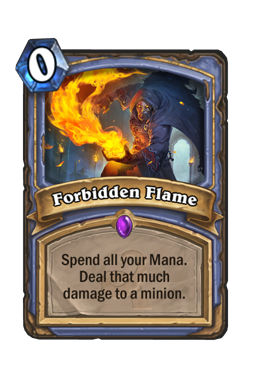 0
Forbidden Flame
Spend all your Mana.
Deal that much
damage to a minion.